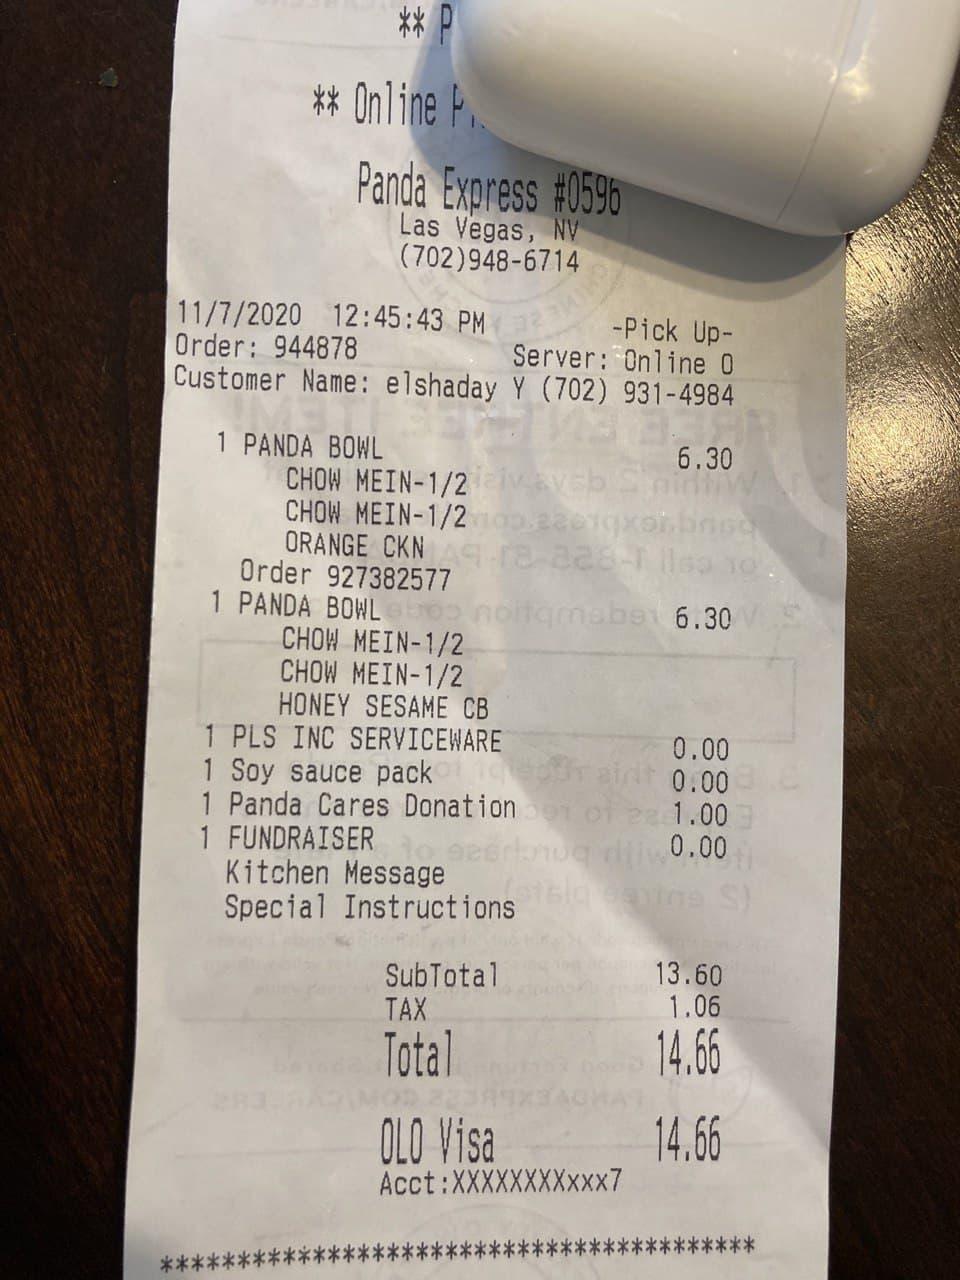 ** P
** Online
Panda Express #0596
Las Vegas, NV
(702)948-6714
11/7/2020 12:45:43 PM -Pick Up-
Order: 944878 Server: Online O
Customer Name: elshaday Y (702) 931-4984
1 PANDA BOWL 6.30
CHOW MEIN-1/2
CHOW MEIN-1/2
ORANGE CKN
Order 927382577
1 PANDA BOWL 6.30
CHOW MEIN-1/2
CHOW MEIN-1/2
HONEY SESAME CB
1 PLS INC SERVICEWARE 0.00
1 Soy sauce pack 0.00
1 Panda Cares Donation 1.00
1 FUNDRAISER 0.00
Kitchen Message
Special Instructions
SubTotal 13.60
TAX 1.06
Total 14.66
OLO Visa 14.66
Acct:XXXXXXXXXxxx7
*****************************************